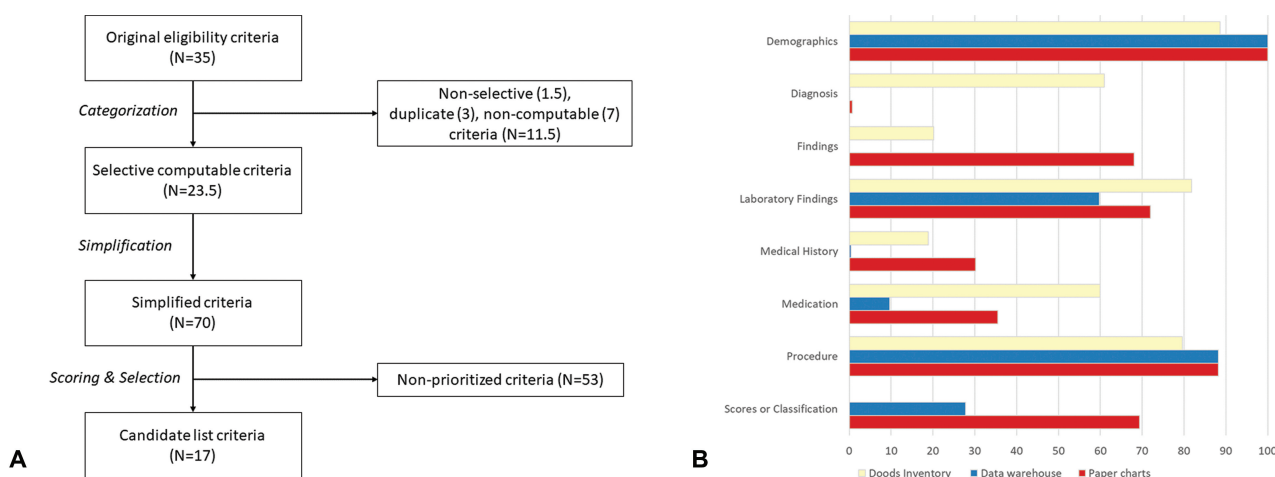 Original eligibility criteria
(N=35)
Categorization
Non-selective (1.5),
duplicate (3), non-computable (7)
criteria (N=11.5)
Selective computable criteria
(N=23.5)
Simplification
Simplified criteria
(N=70)
Scoring & Selection
Non-prioritized criteria (N=53)
Candidate list criteria
(N=17)
A
Demographics
Diagnosis
Findings
Laboratory Findings
Medical History
Medication
Procedure
Scores or Classification
0 10 20 30 40 50 60 70 80 90 100
Doods Inventory Data warehouse Paper charts
B